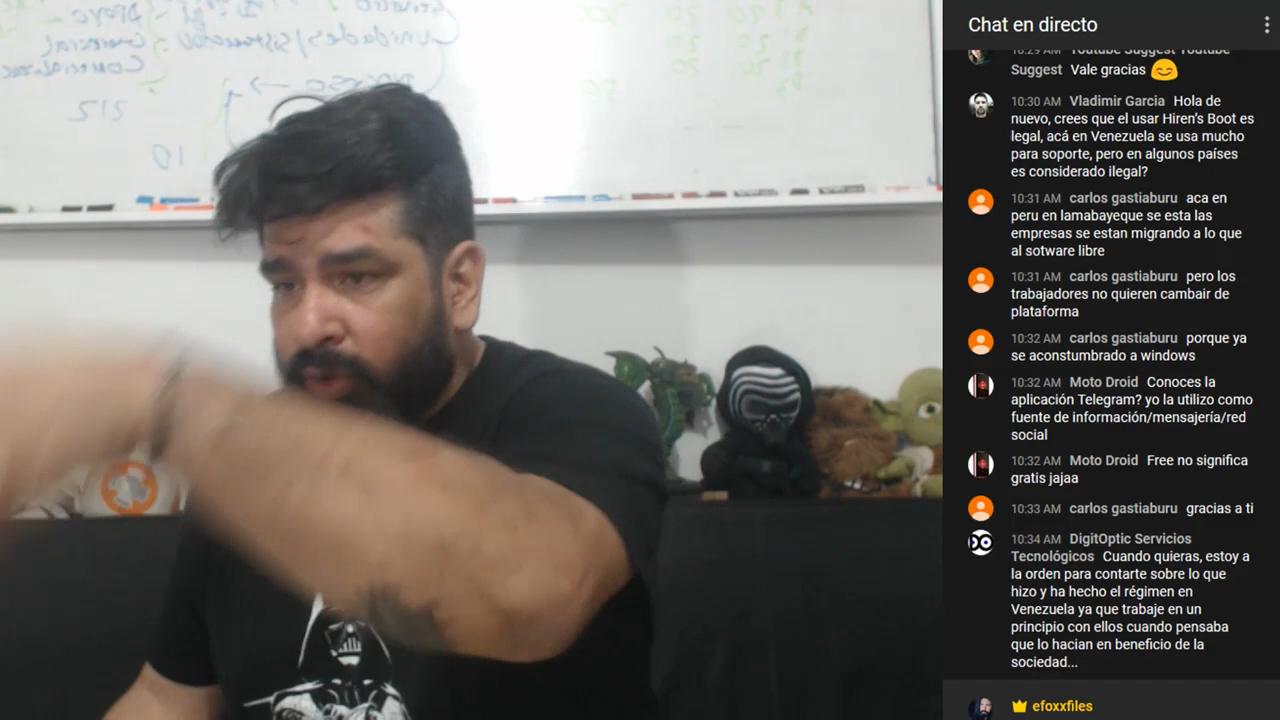 Chat en directo
10:29 AM Youtube Suggest Youtube
Suggest Vale gracias
10:30 AM Vladimir Garcia Hola de
nuevo, crees que el usar Hiren's Boot es
legal, acá en Venezuela se usa mucho
para soporte, pero en algunos países
es considerado ilegal?
10:31 AM carlos gastiaburu aca en
peru en lamabayeque se esta las
empresas se estan migrando a lo que
al sotware libre
10:31 AM carlos gastiaburu pero los
trabajadores no quieren cambair de
plataforma
10:32 AM carlos gastiaburu porque ya
se aconstumbrado a windows
10:32 AM Moto Droid Conoces la
aplicación Telegram? yo la utilizo como
fuente de información/mensajería/red
social
10:32 AM Moto Droid Free no significa
gratis jajaa
10:33 AM carlos gastiaburu gracias a ti
10:34 AM DigitOptic Servicios
Tecnológicos Cuando quieras, estoy a
la orden para contarte sobre lo que
hizo y ha hecho el régimen en
Venezuela ya que trabaje en un
principio con ellos cuando pensaba
que lo hacian en beneficio de la
sociedad...
efoxxfiles